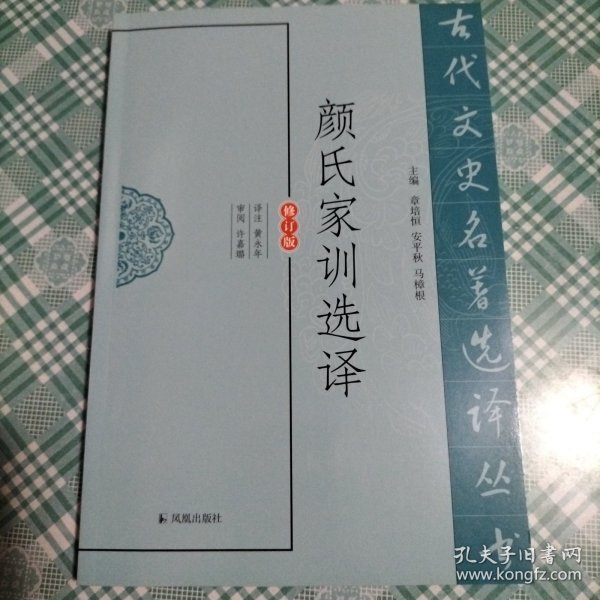 古代文史名著选译丛书
主编 章培恒 安平秋 马樟根
颜氏家训选译
修订版
译注 黄永年
审阅 许嘉璐
凤凰出版社
孔夫子旧书网
www.kongfz.com